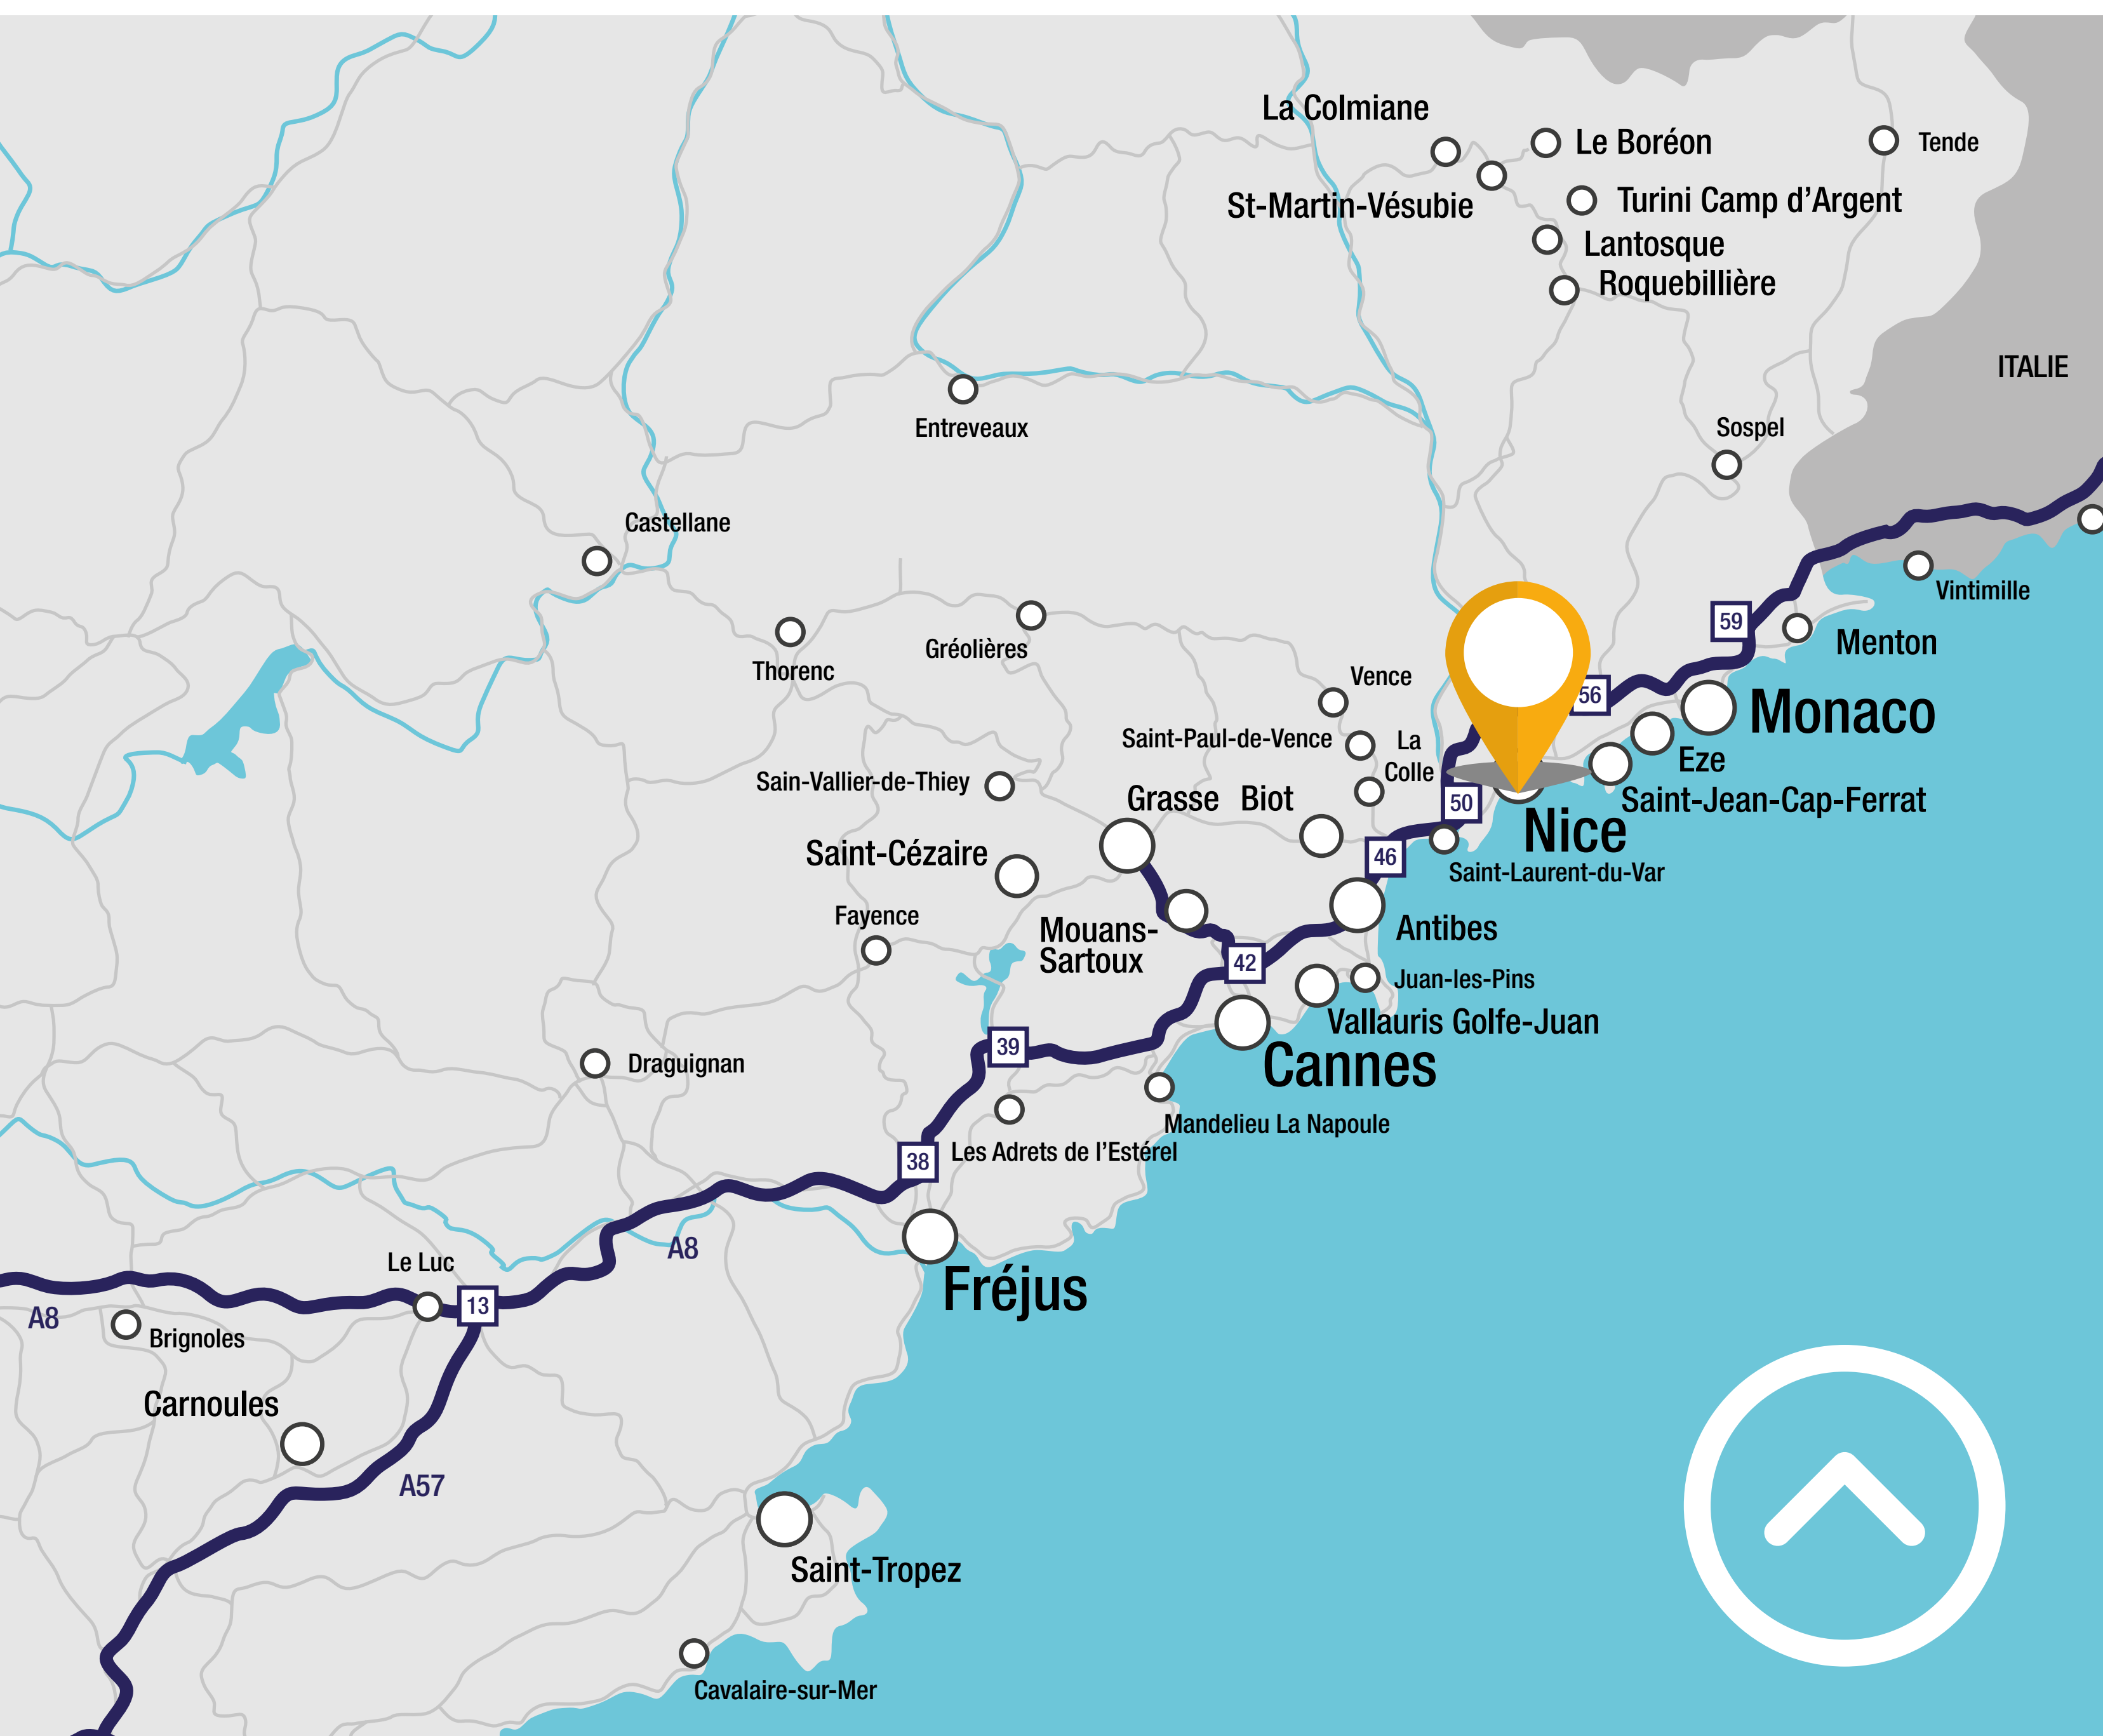 La Colmiane
Le Boréon
Tende
St-Martin-Vésubie
Turini Camp d’Argent
Lantosque
Roquebillière
ITALIE
Entreveaux
Sospel
Castellane
Vintimille
59
Menton
Gréolières
Thorenc
Vence
56
Monaco
Saint-Paul-de-Vence
La
Colle
Eze
Sain-Vallier-de-Thiey
Grasse
Biot
50
Saint-Jean-Cap-Ferrat
Nice
Saint-Cézaire
46
Saint-Laurent-du-Var
Fayence
Mouans-
Sartoux
Antibes
42
Juan-les-Pins
Vallauris Golfe-Juan
39
Cannes
Draguignan
Mandelieu La Napoule
38
Les Adrets de l’Estérel
A8
Le Luc
Fréjus
13
A8
Brignoles
Carnoules
A57
Saint-Tropez
Cavalaire-sur-Mer